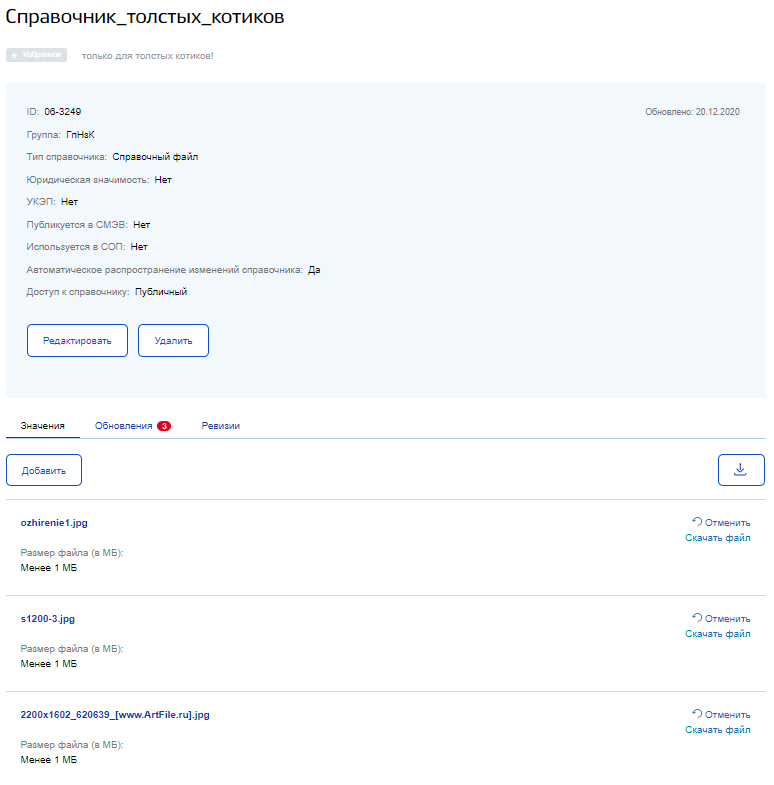 Справочник_толстых_котиков
Избранное только для толстых котиков!
ID: 06-3249 Обновлено: 20.12.2020
Группа: ГпНзК
Тип справочника: Справочный файл
Юридическая значимость: Нет
УКЭП: Нет
Публикуется в СМЭВ: Нет
Используется в СОП: Нет
Автоматическое распространение изменений справочника: Да
Доступ к справочнику: Публичный
Редактировать Удалить
Значения Обновления 3 Ревизии
Добавить
ozhirenie1.jpg Отменить
Скачать файл
Размер файла (в МБ):
Менее 1 МБ
s1200-3.jpg Отменить
Скачать файл
Размер файла (в МБ):
Менее 1 МБ
2200x1602_620639_[www.ArtFile.ru].jpg Отменить
Скачать файл
Размер файла (в МБ):
Менее 1 МБ